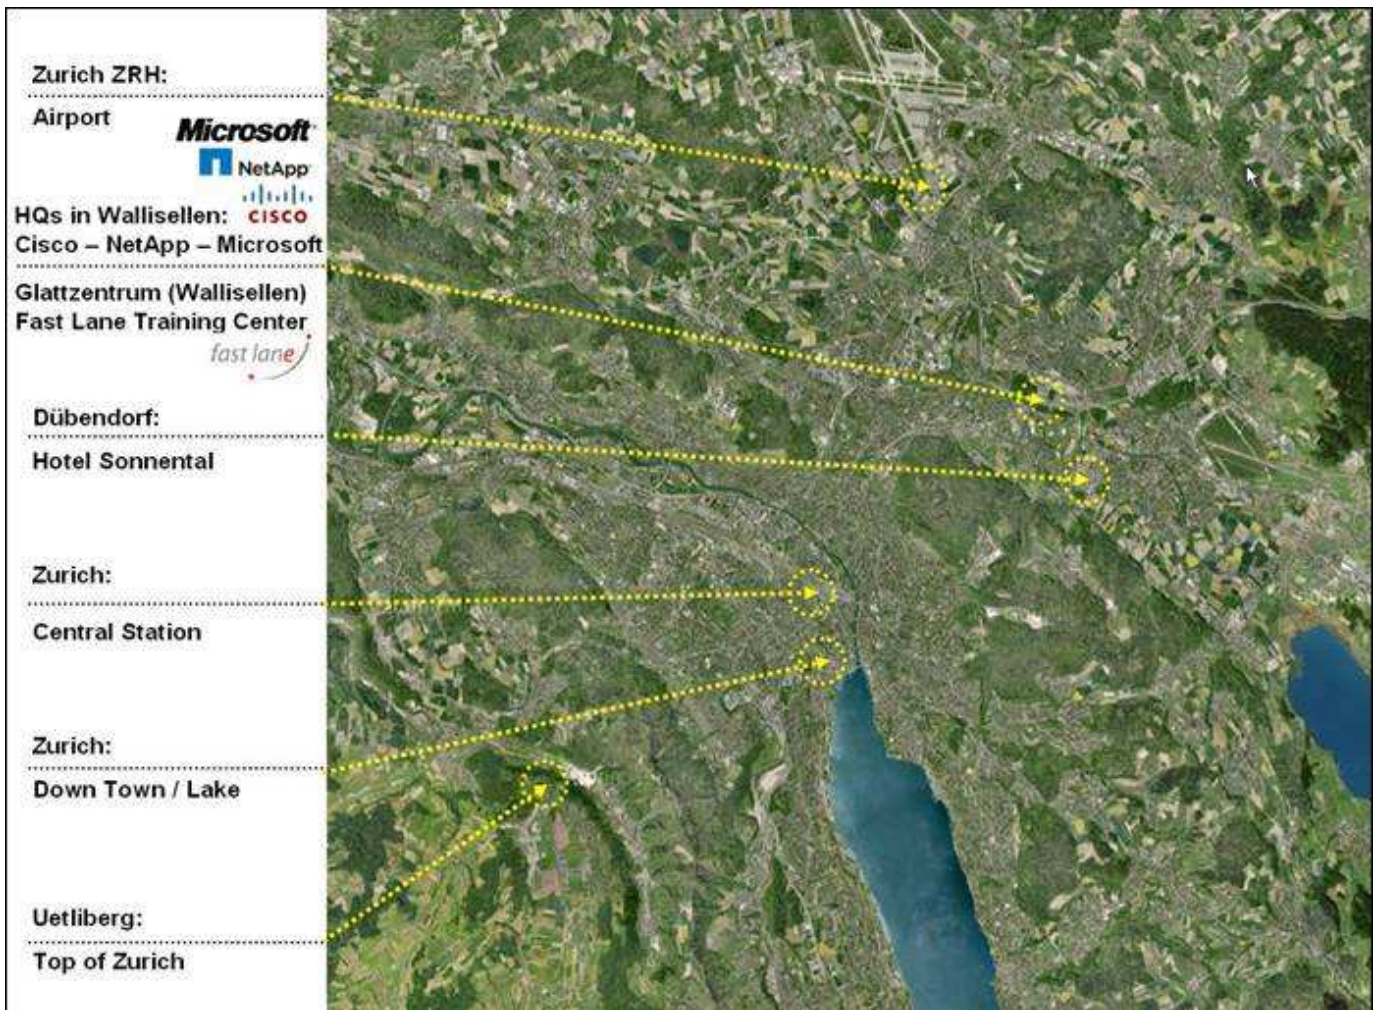 Zurich ZRH:
Airport
Microsoft
NetApp
CISCO
HQs in Wallisellen:
Cisco – NetApp – Microsoft
Glattzentrum (Wallisellen)
Fast Lane Training Center
fast lane
Dübendorf:
Hotel Sonnental
Zurich:
Central Station
Zurich:
Down Town / Lake
Uetliberg:
Top of Zurich